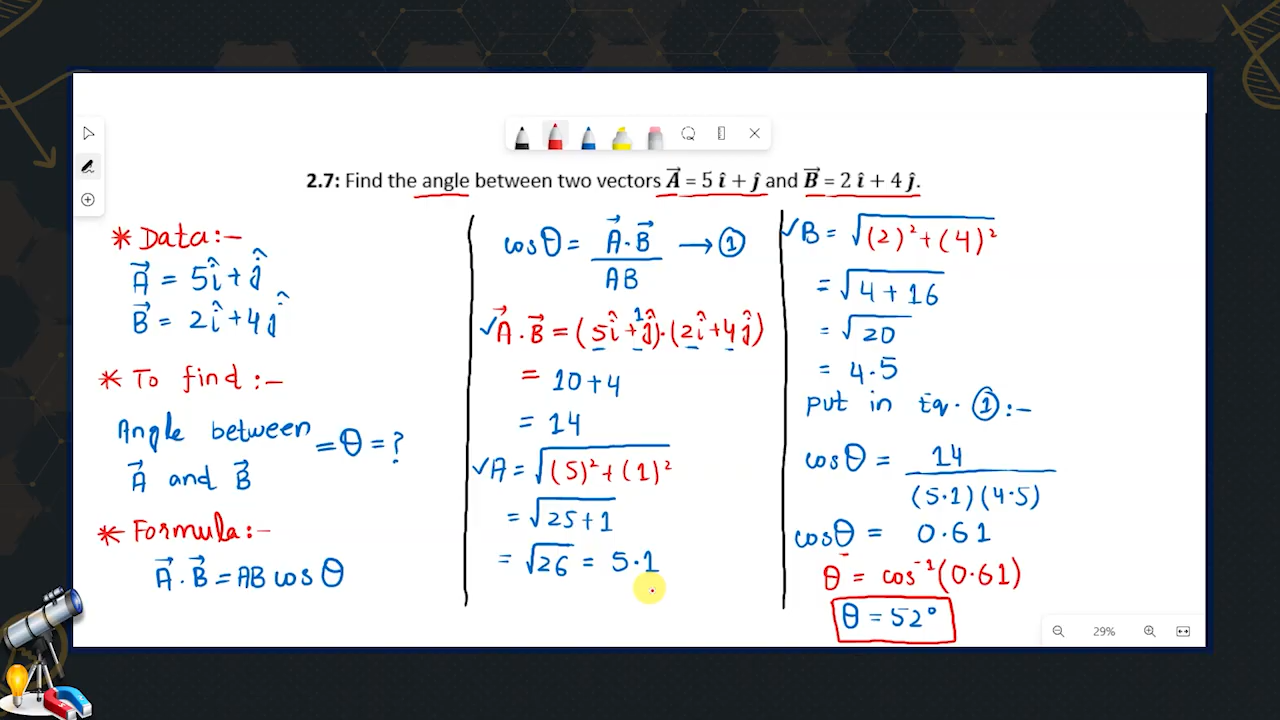 2.7: Find the angle between two vectors A⃗ = 5 î + ĵ and B⃗ = 2 î + 4 ĵ.
* Data:-
A⃗ = 5î + ĵ
B⃗ = 2î + 4ĵ
* To find:-
Angle between
A⃗ and B⃗ = θ = ?
* Formula:-
A⃗ · B⃗ = AB cos θ
cos θ = A⃗ · B⃗ / AB → ①
✓ A⃗ · B⃗ = (5î + 1ĵ) · (2î + 4ĵ)
= 10 + 4
= 14
✓ A = √(5)² + (1)²
= √25 + 1
= √26 = 5.1
✓ B = √(2)² + (4)²
= √4 + 16
= √20
= 4.5
put in Eq. ① :-
cos θ = 14 / (5.1)(4.5)
cos θ = 0.61
θ = cos⁻¹(0.61)
θ = 52°
29%